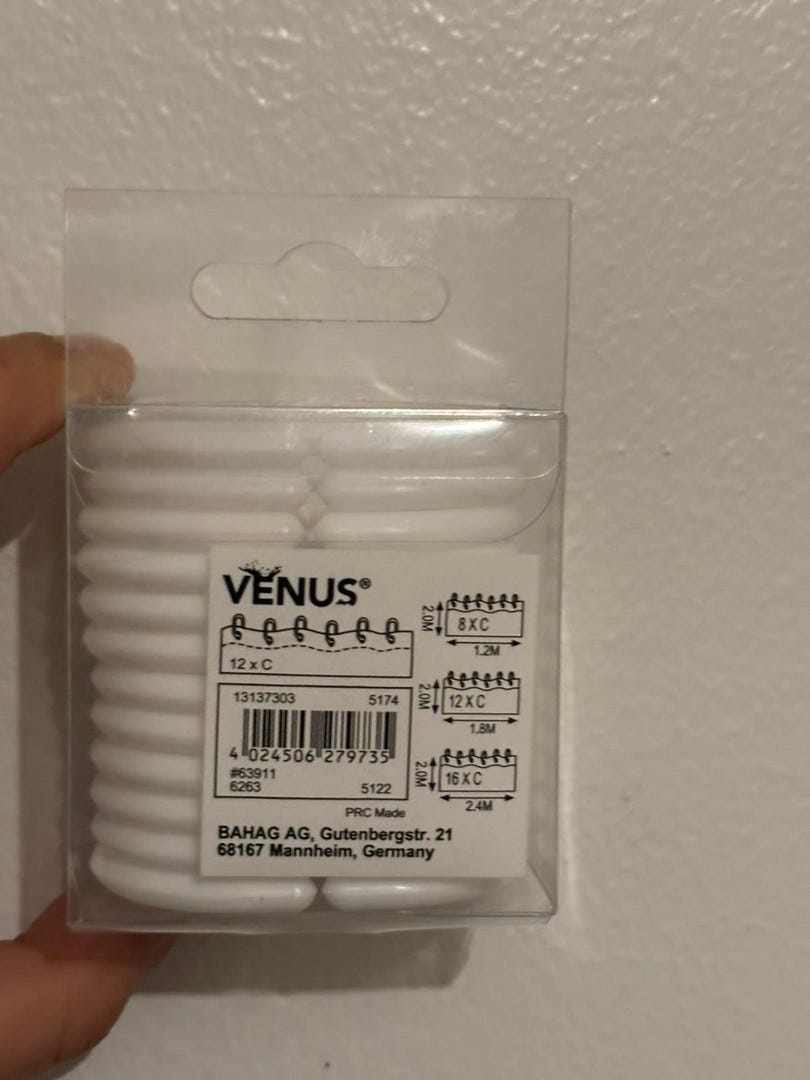 VENUS®
12 x C
13137303 5174
4 024506 279735
#63911
6263 5122
PRC Made
BAHAG AG, Gutenbergstr. 21
68167 Mannheim, Germany
2.0M
8 X C
1.2M
2.0M
12 X C
1.8M
2.0M
16 X C
2.4M